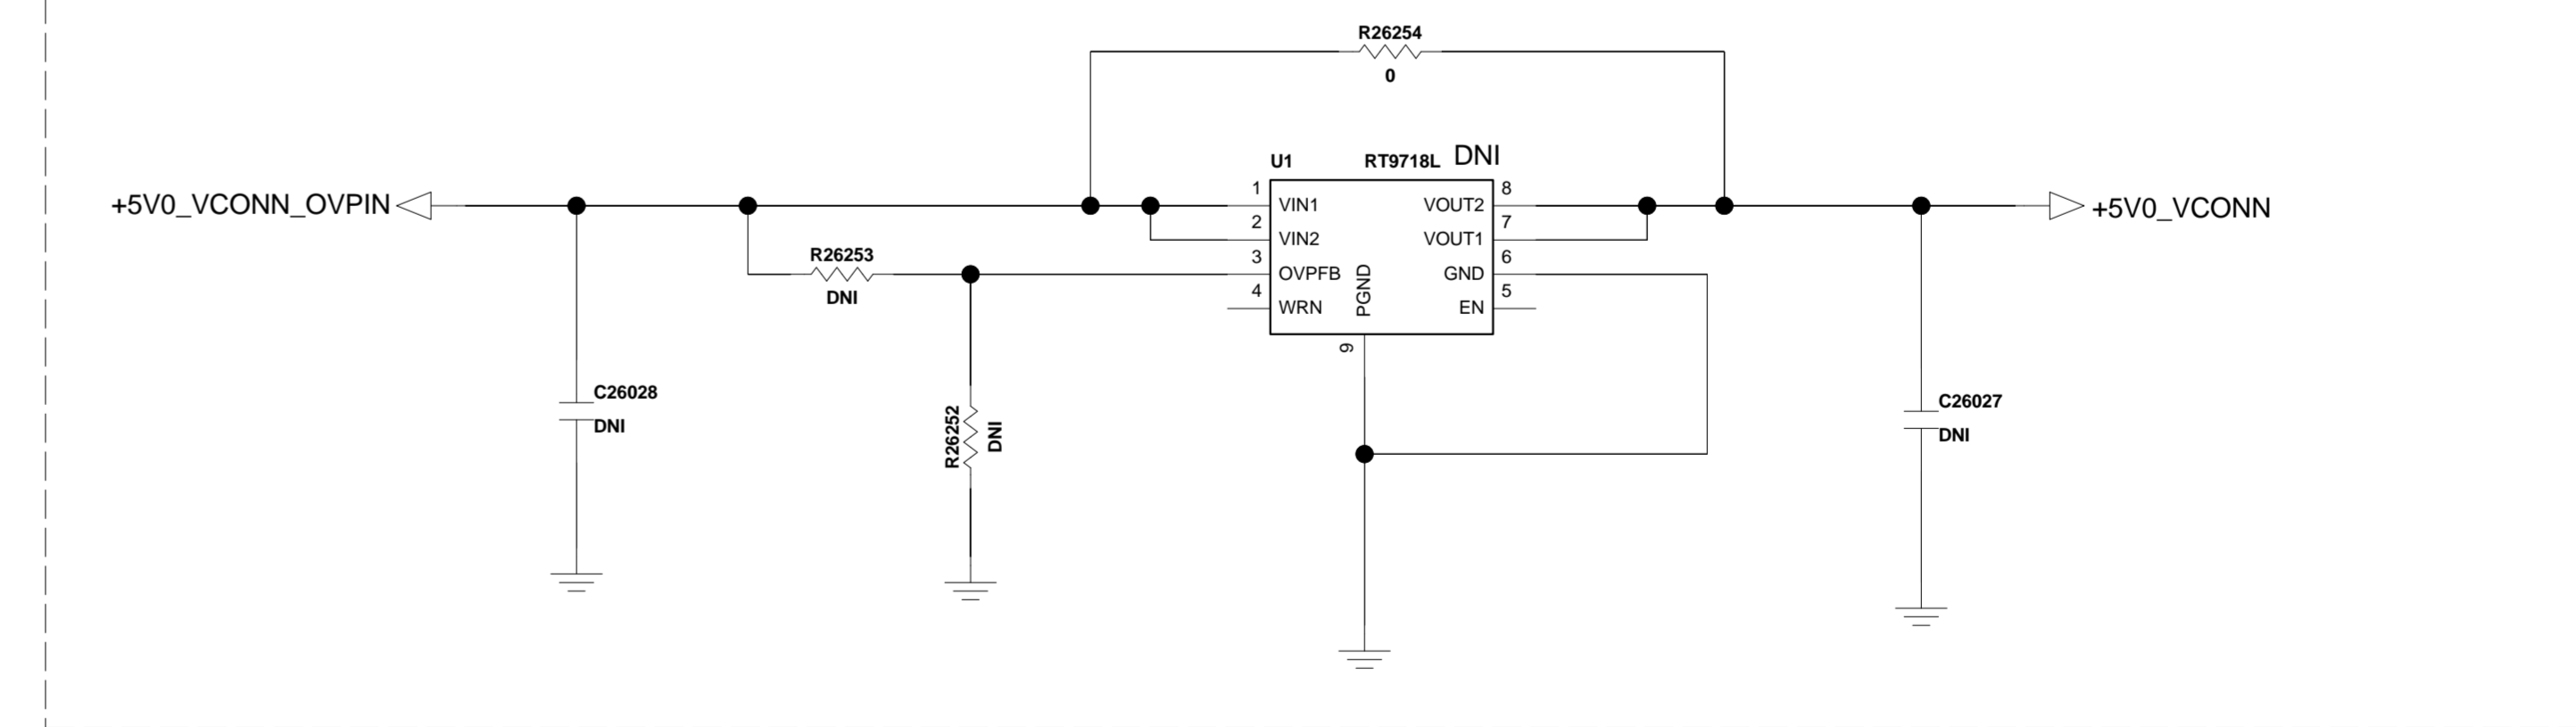 R26254
0
U1
RT9718L
DNI
+5V0_VCONN_OVPIN
1
VIN1
VOUT2
8
+5V0_VCONN
2
VIN2
VOUT1
7
R26253
DNI
3
OVPFB
GND
6
4
WRN
PGND
EN
5
9
C26028
DNI
R26252
DNI
C26027
DNI